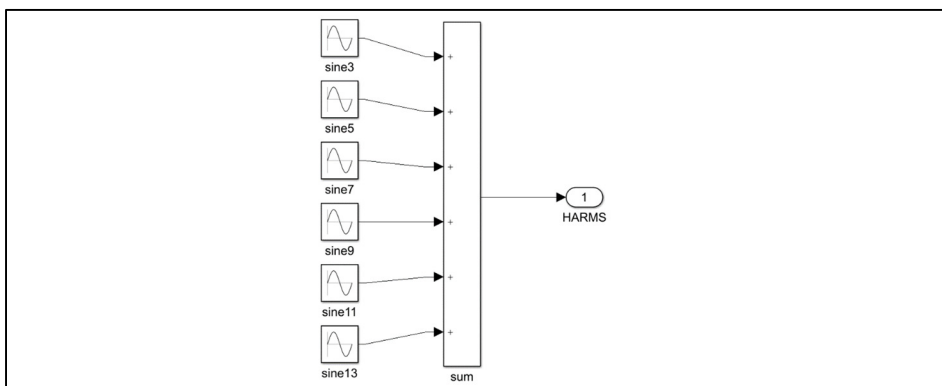 sine3
+
sine5
+
sine7
+
sine9
+
sine11
+
sine13
+
sum
1
HARMS